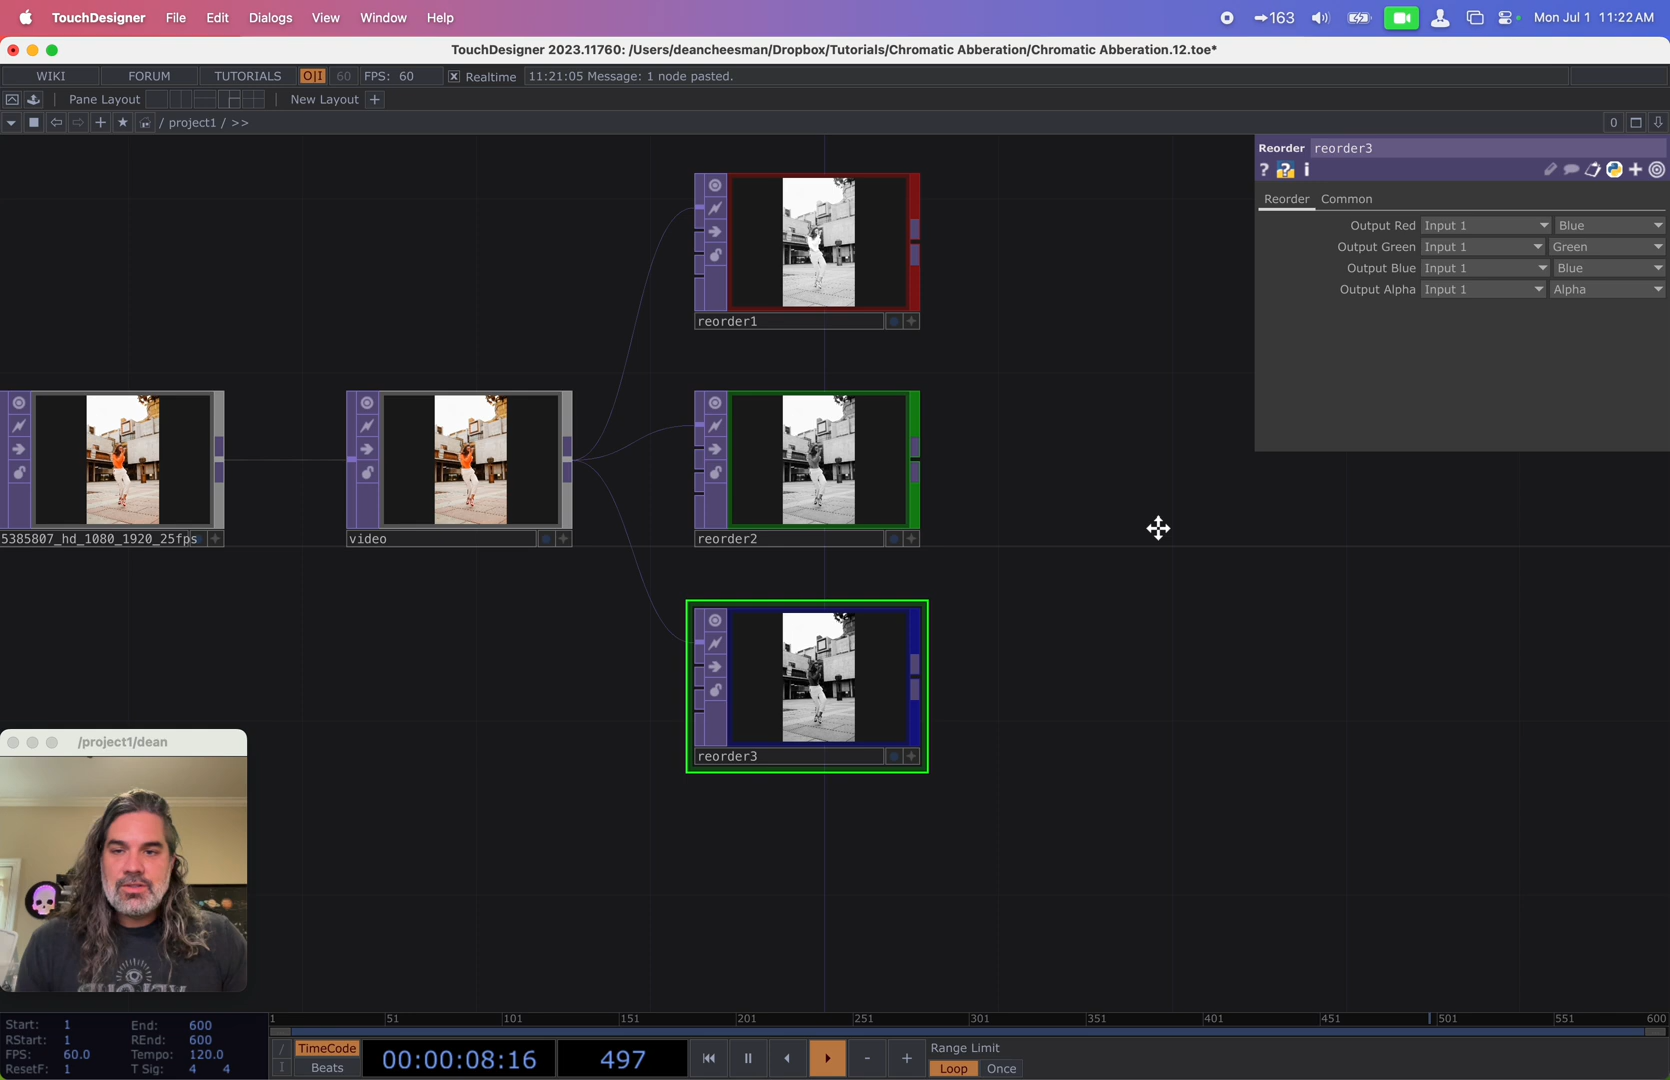 TouchDesigner File Edit Dialogs View Window Help
163 Mon Jul 1 11:22 AM
TouchDesigner 2023.11760: /Users/deancheesman/Dropbox/Tutorials/Chromatic Abberation/Chromatic Abberation.12.toe*
WIKI FORUM TUTORIALS O|I 60 FPS: 60 Realtime 11:21:05 Message: 1 node pasted.
Pane Layout New Layout +
/ project1 / >> 0
Reorder reorder3
Reorder Common
Output Red Input 1 Blue
Output Green Input 1 Green
Output Blue Input 1 Blue
Output Alpha Input 1 Alpha
reorder1
5385807_hd_1080_1920_25fps
video
reorder2
reorder3
/project1/dean
1 51 101 151 201 251 301 351 401 451 501 551 600
Start: 1 End: 600
RStart: 1 REnd: 600
FPS: 60.0 Tempo: 120.0
ResetF: 1 T Sig: 4 4
TimeCode
Beats
00:00:08:16
497
Range Limit
Loop Once